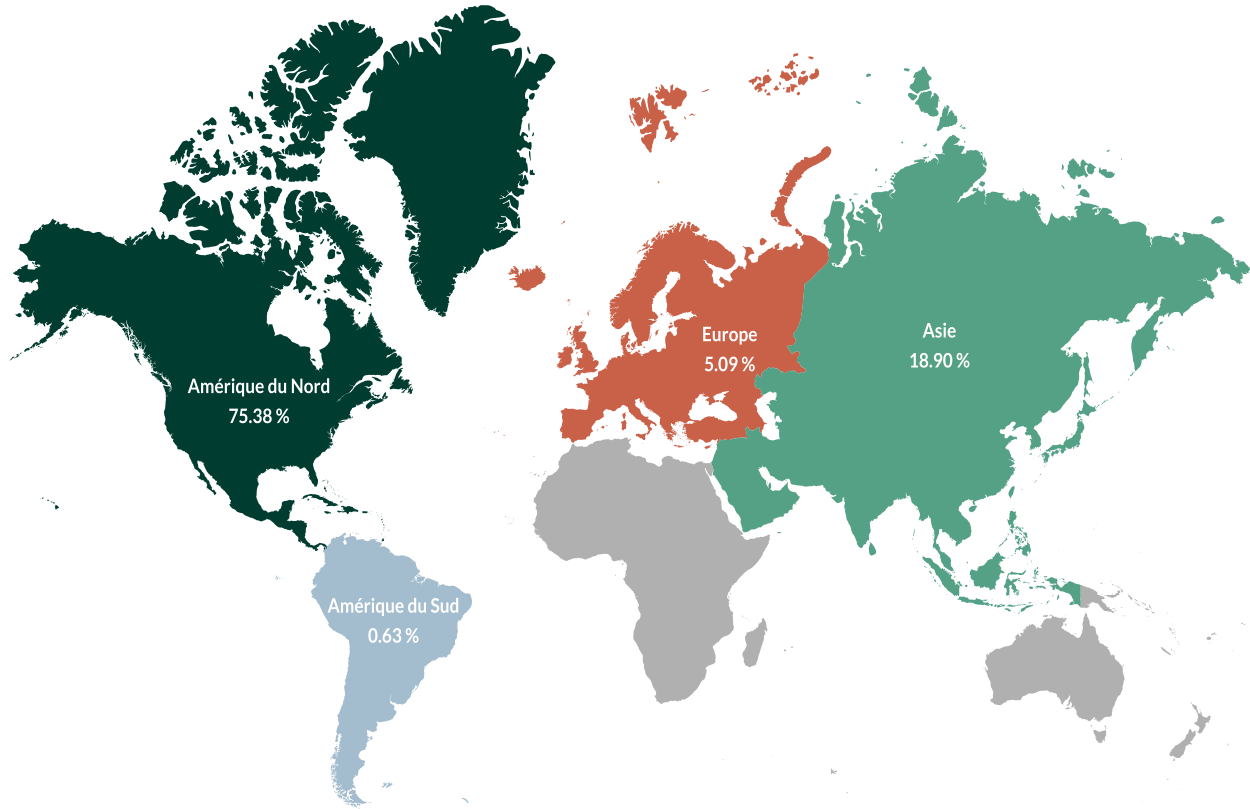 Europe
5.09 %
Asie
18.90 %
Amérique du Nord
75.38 %
Amérique du Sud
0.63 %